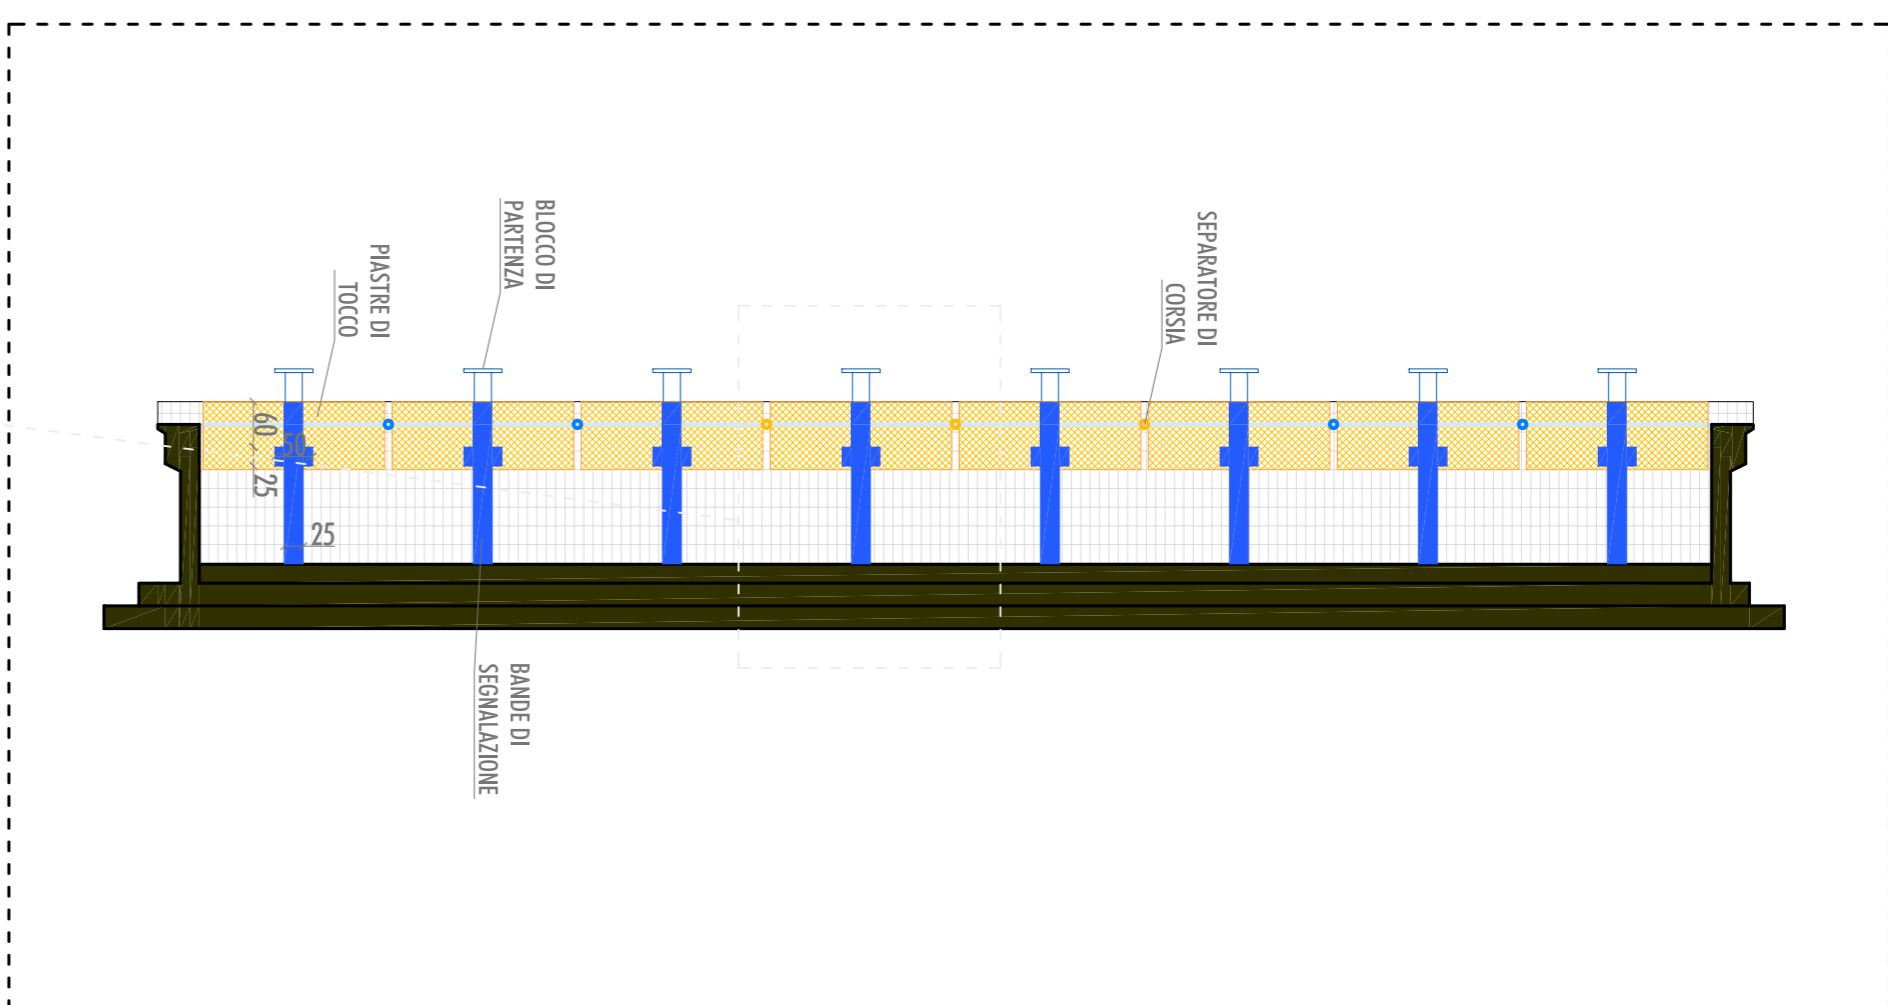 PIASTRE DI
TOCCO
BLOCCO DI
PARTENZA
SEPARATORE DI
CORSIA
60
50
25
25
BANDE DI
SEGNALAZIONE